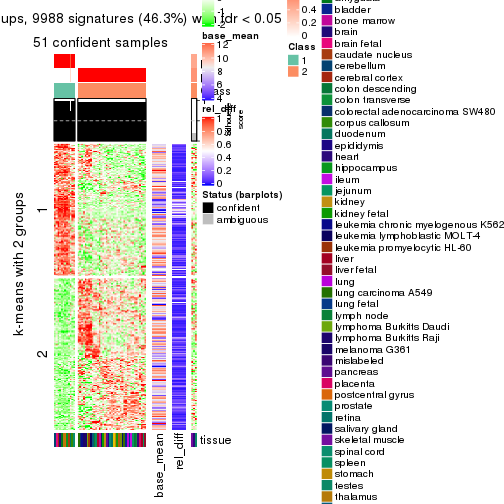 ups, 9988 signatures (46.3%) with fdr < 0.05
51 confident samples
1
2
k-means with 2 groups
base_mean
rel_diff
tissue
score
-1
-2
base_mean
12
10
8
6
4
rel_diff
1
0.8
0.6
0.4
0.2
0
Status (barplots)
confident
ambiguous
0.4
0.2
0
Class
1
2
bladder
bone marrow
brain
brain fetal
caudate nucleus
cerebellum
cerebral cortex
colon descending
colon transversal
colorectal adenocarcinoma SW480
corpus callosum
duodenum
epididymis
heart
hippocampus
ileum
jejunum
kidney
kidney fetal
leukemia chronic myelogenous K562
leukemia lymphoblastic MOLT-4
leukemia promyelocytic HL-60
liver
liver fetal
lung
lung carcinoma A549
lung fetal
lymph node
lymphoma Burkitts Daudi
lymphoma Burkitts Raji
melanoma G361
mislabeled
pancreas
placenta
postcentral gyrus
prostate
retina
salivary gland
skeletal muscle
spinal cord
spleen
stomach
testes
thalamus